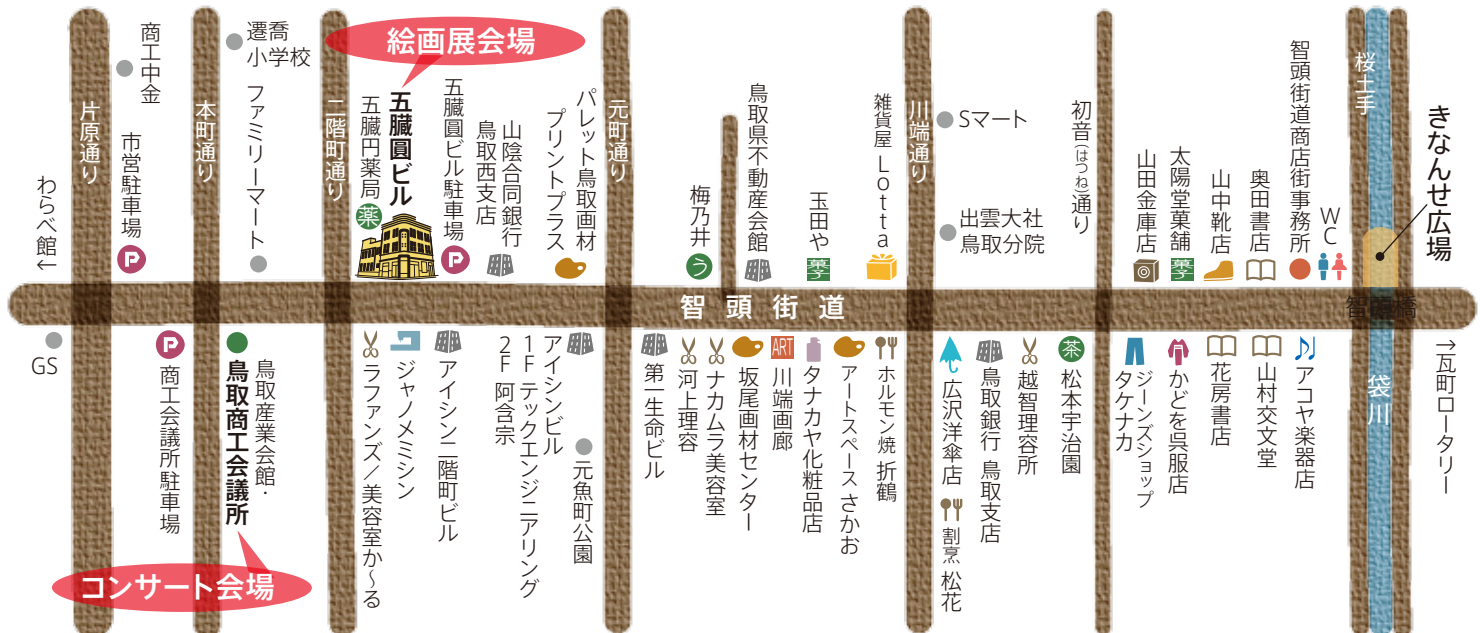 絵画展会場
コンサート会場
わらべ館←
GS
片原通り
商工中金
市営駐車場
P
P
商工会議所駐車場
本町通り
遷喬
小学校
ファミリーマート
鳥取産業会館・
鳥取商工会議所
二階町通り
五臓円薬局
薬
五臓圓ビル
五臓圓ビル駐車場
P
山陰合同銀行
鳥取西支店
パレット鳥取画材
プリントプラス
ラファンズ／美容室か〜る
ジャノメミシン
アイシン二階町ビル
アイシンビル
1F テックエンジニアリング
2F 阿含宗
元魚町公園
元町通り
梅乃井
う
鳥取県不動産会館
玉田や
菓子
雑貨屋 Lotta
智頭街道
第一生命ビル
河上理容
ナカムラ美容室
坂尾画材センター
ART
川端画廊
タナカヤ化粧品店
アートスペース さかお
ホルモン焼 折鶴
川端通り
Sマート
出雲大社
鳥取分院
広沢洋傘店
割烹 松花
鳥取銀行 鳥取支店
越智理容所
茶
松本宇治園
初音(はつね)通り
山田金庫店
太陽堂菓舗
菓子
山中靴店
奥田書店
智頭街道商店街事務所
WC
ジーンズショップ
タケナカ
かどを呉服店
花房書店
山村交文堂
アコヤ楽器店
桜土手
きなんせ広場
智頭橋
袋川
→瓦町ロータリー